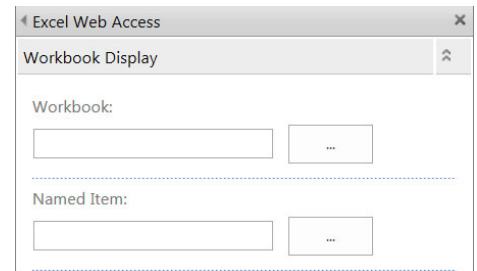 Excel Web Access
Workbook Display
Workbook:
...
Named Item:
...